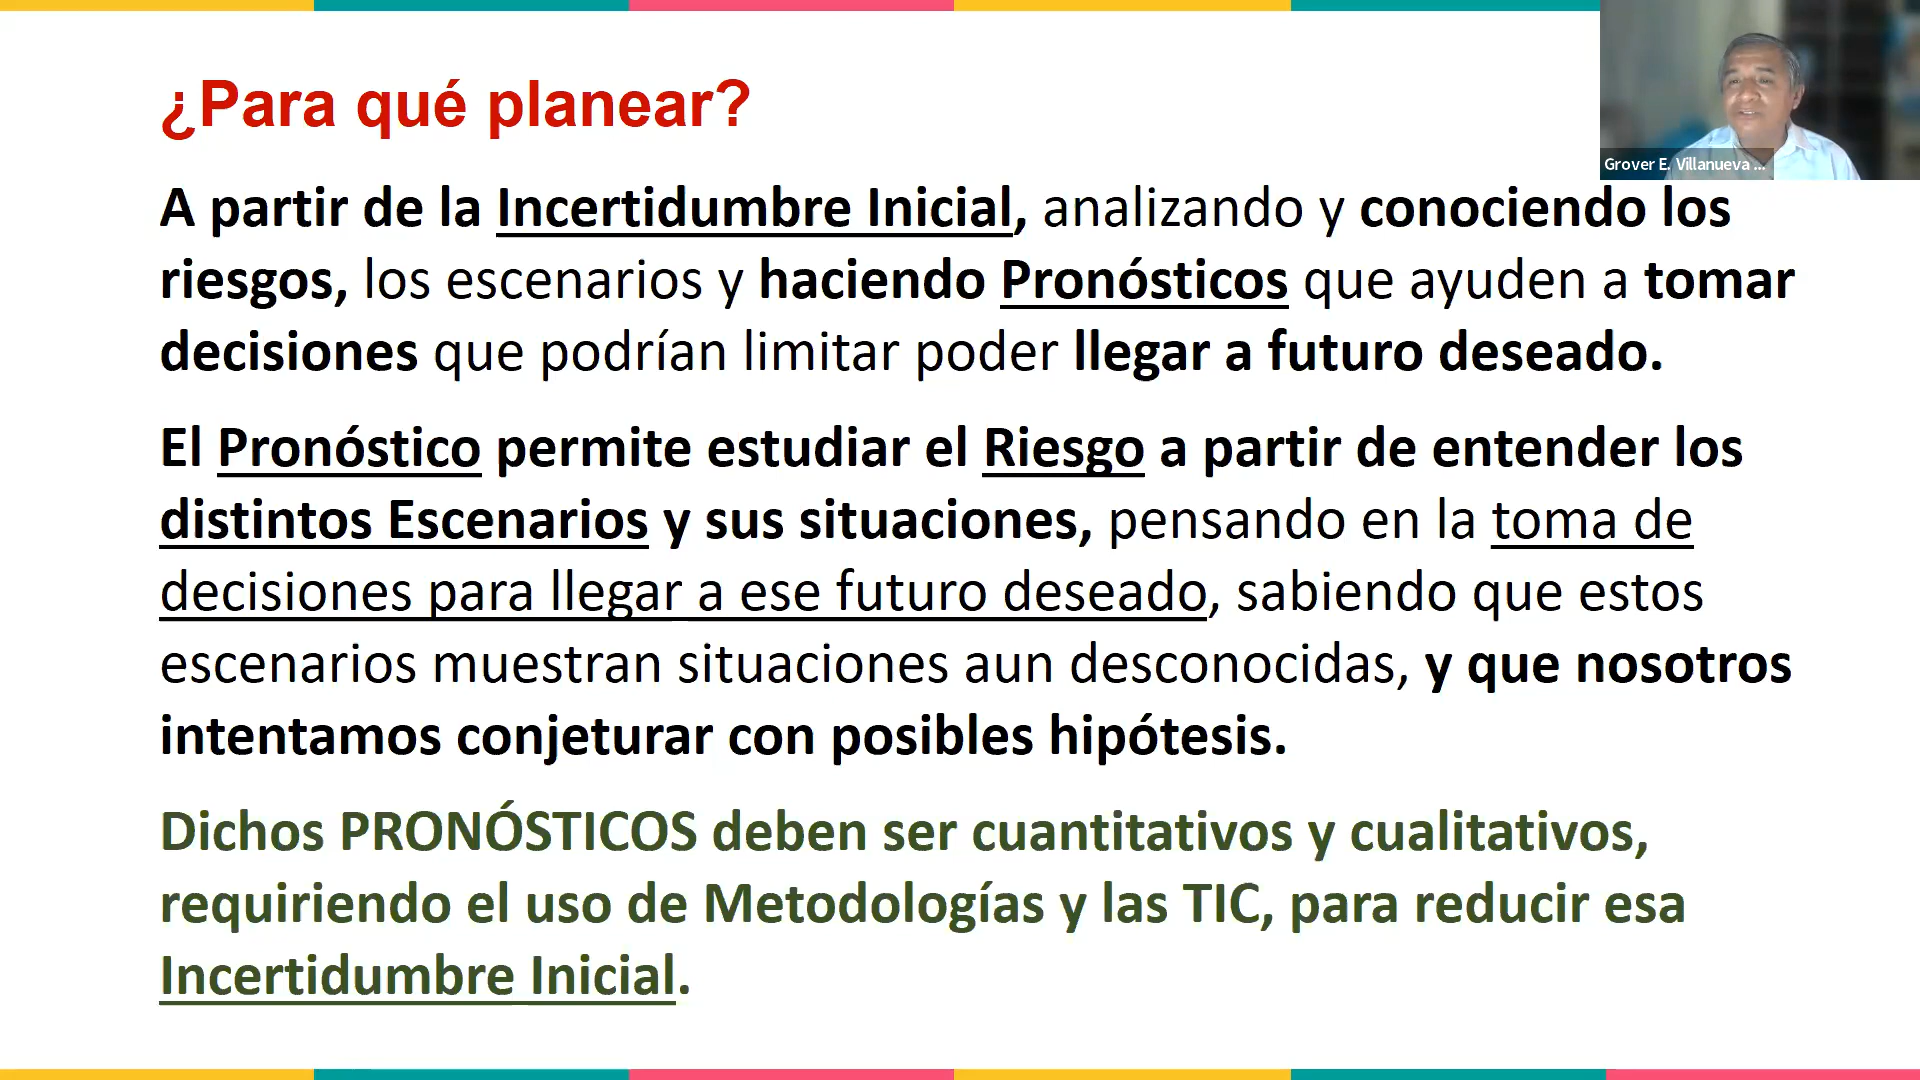 ¿Para qué planear?
Grover E. Villanueva ...
A partir de la Incertidumbre Inicial, analizando y conociendo los
riesgos, los escenarios y haciendo Pronósticos que ayuden a tomar
decisiones que podrían limitar poder llegar a futuro deseado.
El Pronóstico permite estudiar el Riesgo a partir de entender los
distintos Escenarios y sus situaciones, pensando en la toma de
decisiones para llegar a ese futuro deseado, sabiendo que estos
escenarios muestran situaciones aun desconocidas, y que nosotros
intentamos conjeturar con posibles hipótesis.
Dichos PRONÓSTICOS deben ser cuantitativos y cualitativos,
requiriendo el uso de Metodologías y las TIC, para reducir esa
Incertidumbre Inicial.